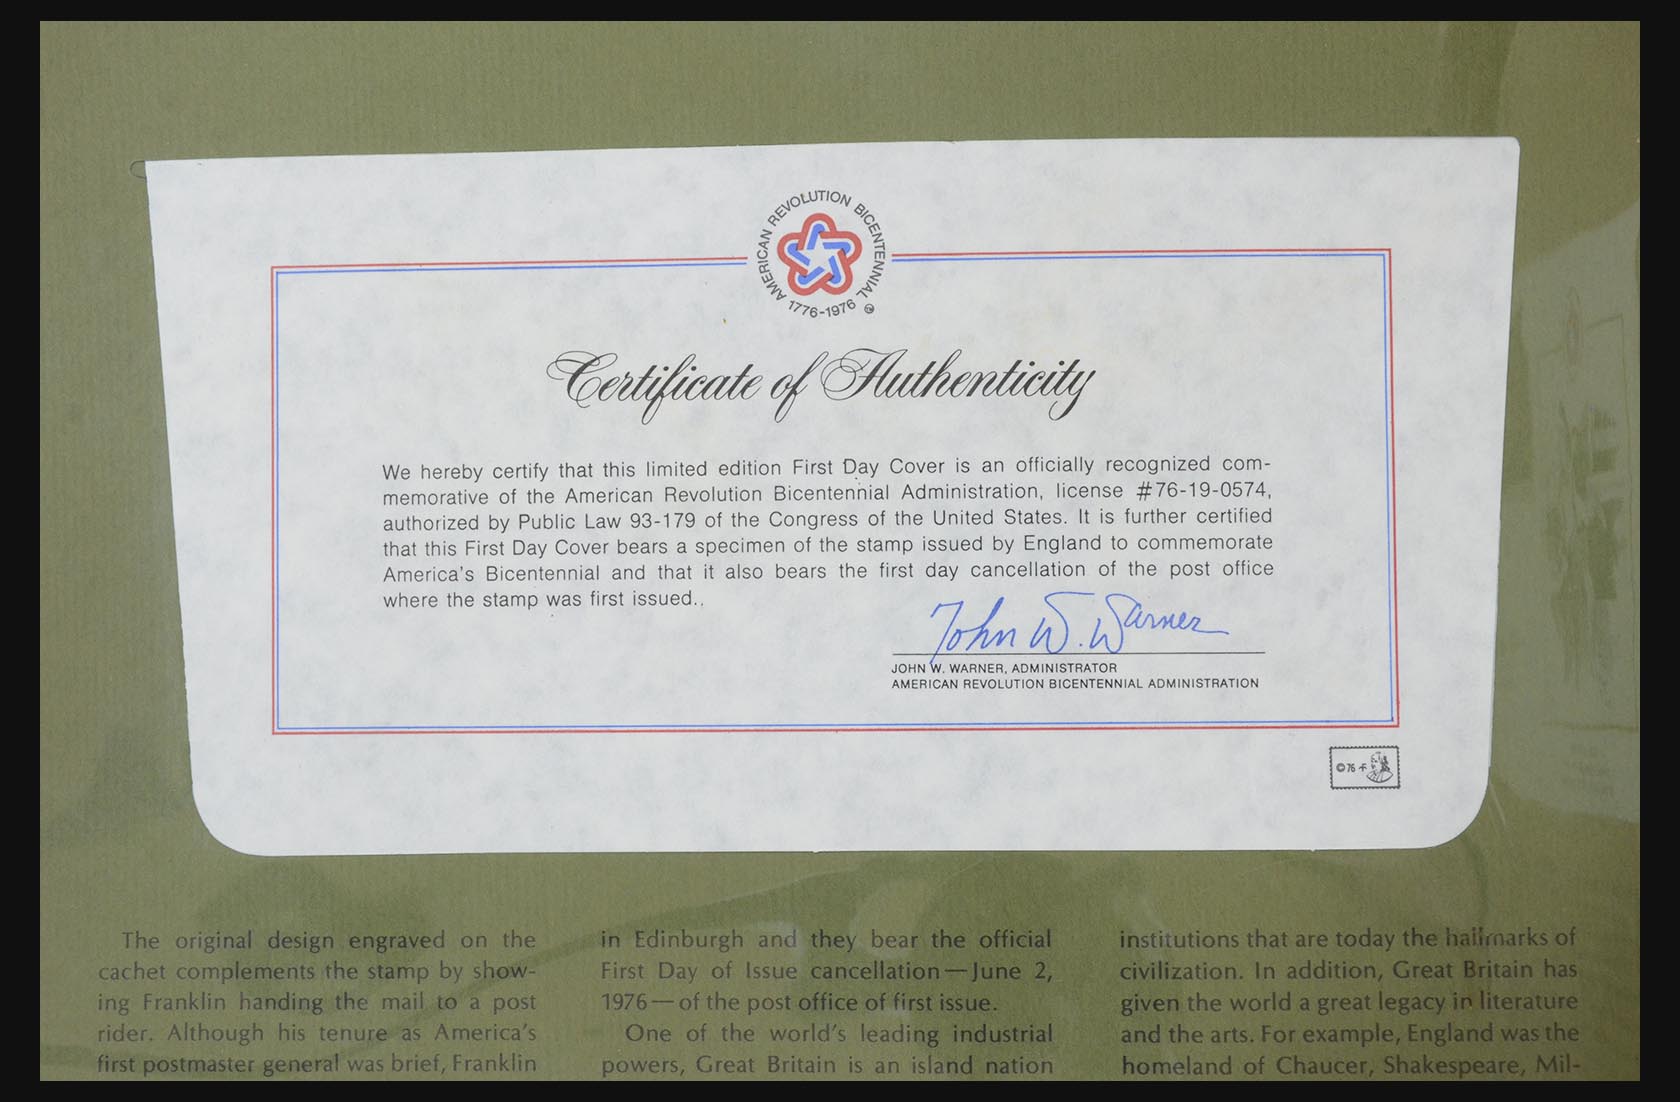 AMERICAN REVOLUTION BICENTENNIAL
1776-1976
Certificate of Authenticity
We hereby certify that this limited edition First Day Cover is an officially recognized com-
memorative of the American Revolution Bicentennial Administration, license #76-19-0574,
authorized by Public Law 93-179 of the Congress of the United States. It is further certified
that this First Day Cover bears a specimen of the stamp issued by England to commemorate
America's Bicentennial and that it also bears the first day cancellation of the post office
where the stamp was first issued..
John W. Warner
JOHN W. WARNER, ADMINISTRATOR
AMERICAN REVOLUTION BICENTENNIAL ADMINISTRATION
©76
The original design engraved on the
cachet complements the stamp by show-
ing Franklin handing the mail to a post
rider. Although his tenure as America's
first postmaster general was brief, Franklin
in Edinburgh and they bear the official
First Day of Issue cancellation—June 2,
1976—of the post office of first issue.
One of the world's leading industrial
powers, Great Britain is an island nation
institutions that are today the hallmarks of
civilization. In addition, Great Britain has
given the world a great legacy in literature
and the arts. For example, England was the
homeland of Chaucer, Shakespeare, Mil-